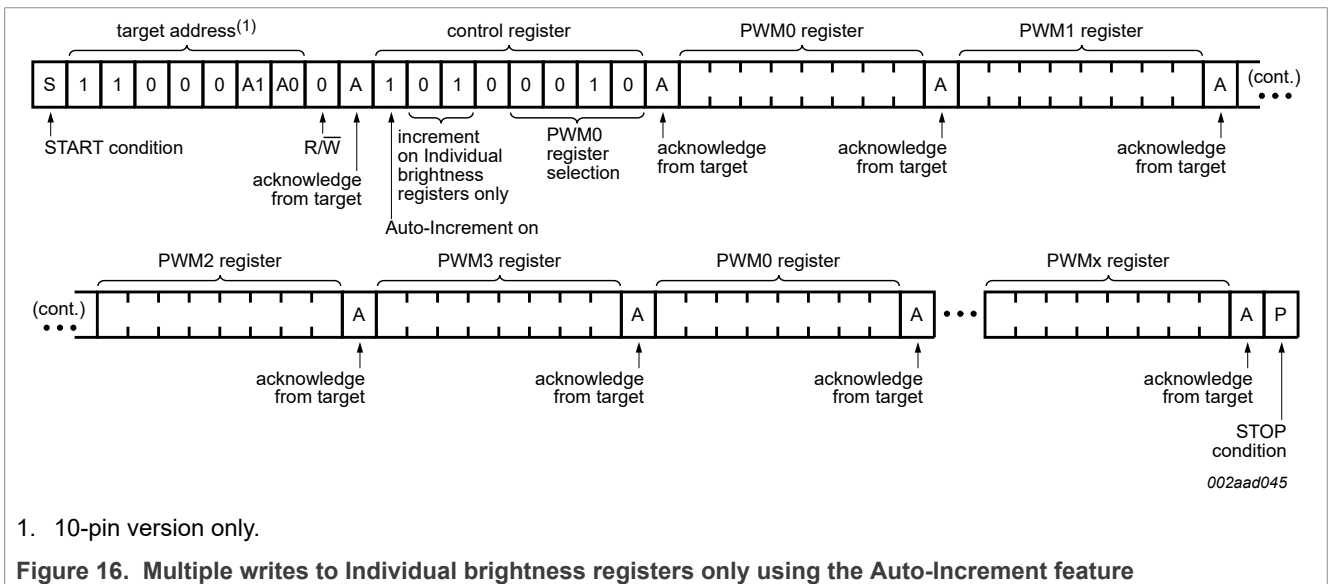 target address(1) control register PWM0 register PWM1 register
S 1 1 0 0 0 A1 A0 0 A 1 0 1 0 0 0 1 0 A A A (cont.)
START condition R/W increment PWM0 acknowledge acknowledge acknowledge
on Individual register from target from target from target
acknowledge brightness selection
from target registers only
Auto-Increment on
PWM2 register PWM3 register PWM0 register PWMx register
(cont.) A A A A P
acknowledge acknowledge acknowledge acknowledge
from target from target from target from target
STOP
condition
002aad045
1. 10-pin version only.
Figure 16. Multiple writes to Individual brightness registers only using the Auto-Increment feature